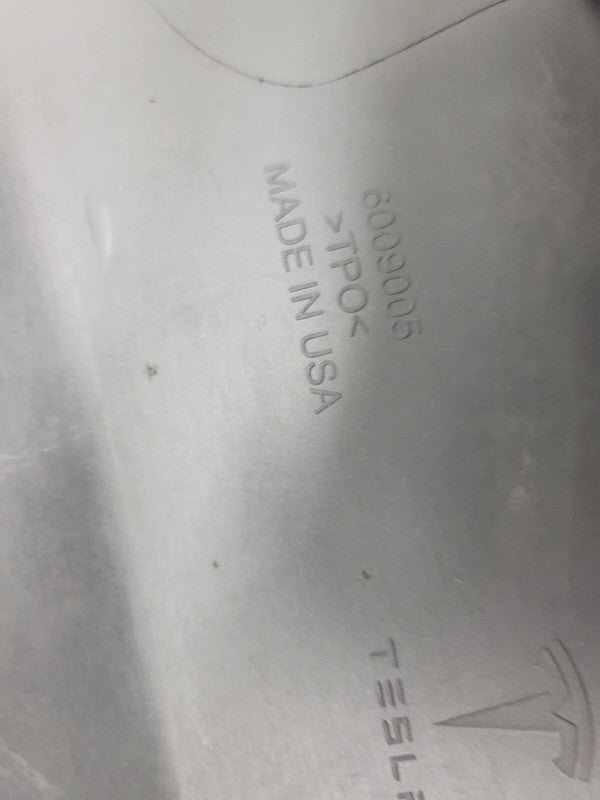 6009005
>TPO<
MADE IN USA
TESLA